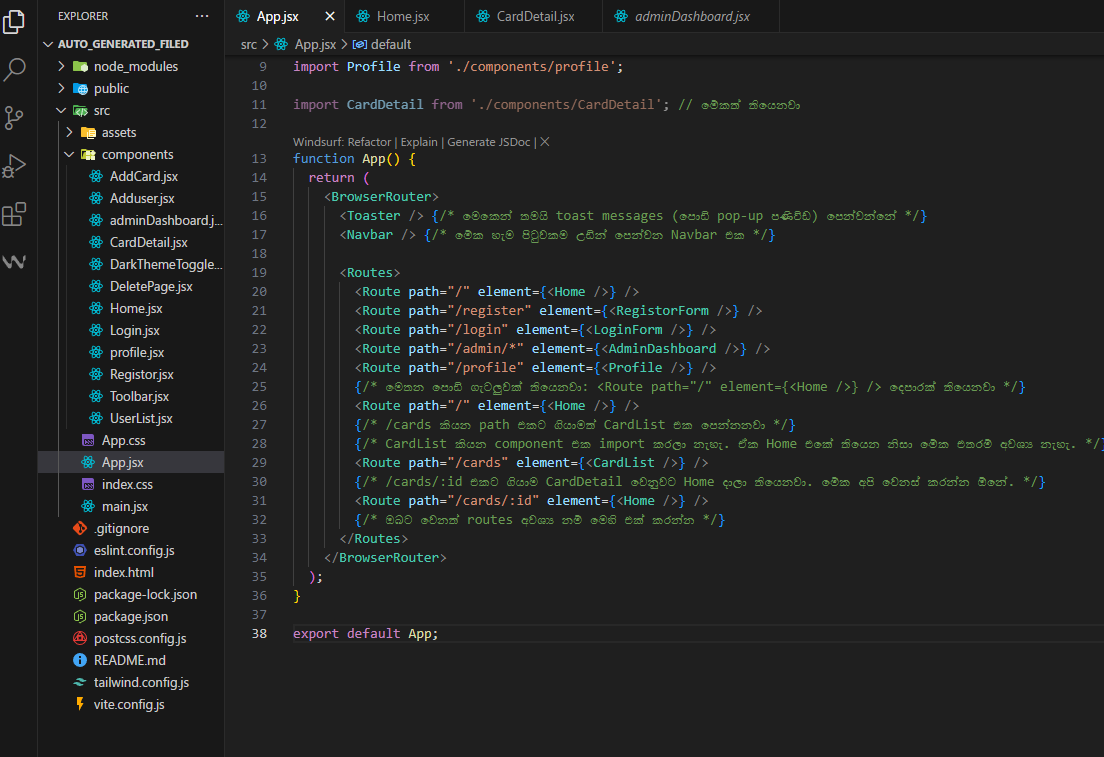 EXPLORER
···
App.jsx
Home.jsx
CardDetail.jsx
adminDashboard.jsx
AUTO_GENERATED_FILED
node_modules
public
src
assets
components
AddCard.jsx
Adduser.jsx
adminDashboard.j...
CardDetail.jsx
DarkThemeToggle...
DeletePage.jsx
Home.jsx
Login.jsx
profile.jsx
Registor.jsx
Toolbar.jsx
UserList.jsx
App.css
App.jsx
index.css
main.jsx
.gitignore
eslint.config.js
index.html
package-lock.json
package.json
postcss.config.js
README.md
tailwind.config.js
vite.config.js
src > App.jsx > default
9 import Profile from './components/profile';
10
11 import CardDetail from './components/CardDetail'; // මේකත් තියෙනවා
12
Windsurf: Refactor | Explain | Generate JSDoc | X
13 function App() {
14 return (
15 <BrowserRouter>
16 <Toaster /> {/* මෙකෙන් තමයි toast messages (පොඩි pop-up පණිවිඩ) පෙන්වන්නේ */}
17 <Navbar /> {/* මේක හැම පිටුවකම උඩින් පෙන්වන Navbar එක */}
18
19 <Routes>
20 <Route path="/" element={<Home />} />
21 <Route path="/register" element={<RegistorForm />} />
22 <Route path="/login" element={<LoginForm />} />
23 <Route path="/admin/*" element={<AdminDashboard />} />
24 <Route path="/profile" element={<Profile />} />
25 {/* මෙතන පොඩි ගැටලුවක් තියෙනවා: <Route path="/" element={<Home />} /> දෙපාරක් තියෙනවා */}
26 <Route path="/" element={<Home />} />
27 {/* /cards කියන path එකට ගියාමත් CardList එක පෙන්නනවා */}
28 {/* CardList කියන component එක import කරලා නැහැ. ඒක Home එකේ තියෙන නිසා මේක එතරම් අවශ්‍ය නැහැ. */}
29 <Route path="/cards" element={<CardList />} />
30 {/* /cards/:id එකට ගියාම CardDetail වෙනුවට Home දාලා තියෙනවා. මේක අපි වෙනස් කරන්න ඕනේ. */}
31 <Route path="/cards/:id" element={<Home />} />
32 {/* ඔබට වෙනත් routes අවශ්‍ය නම් මෙහි එක් කරන්න */}
33 </Routes>
34 </BrowserRouter>
35 );
36 }
37
38 export default App;